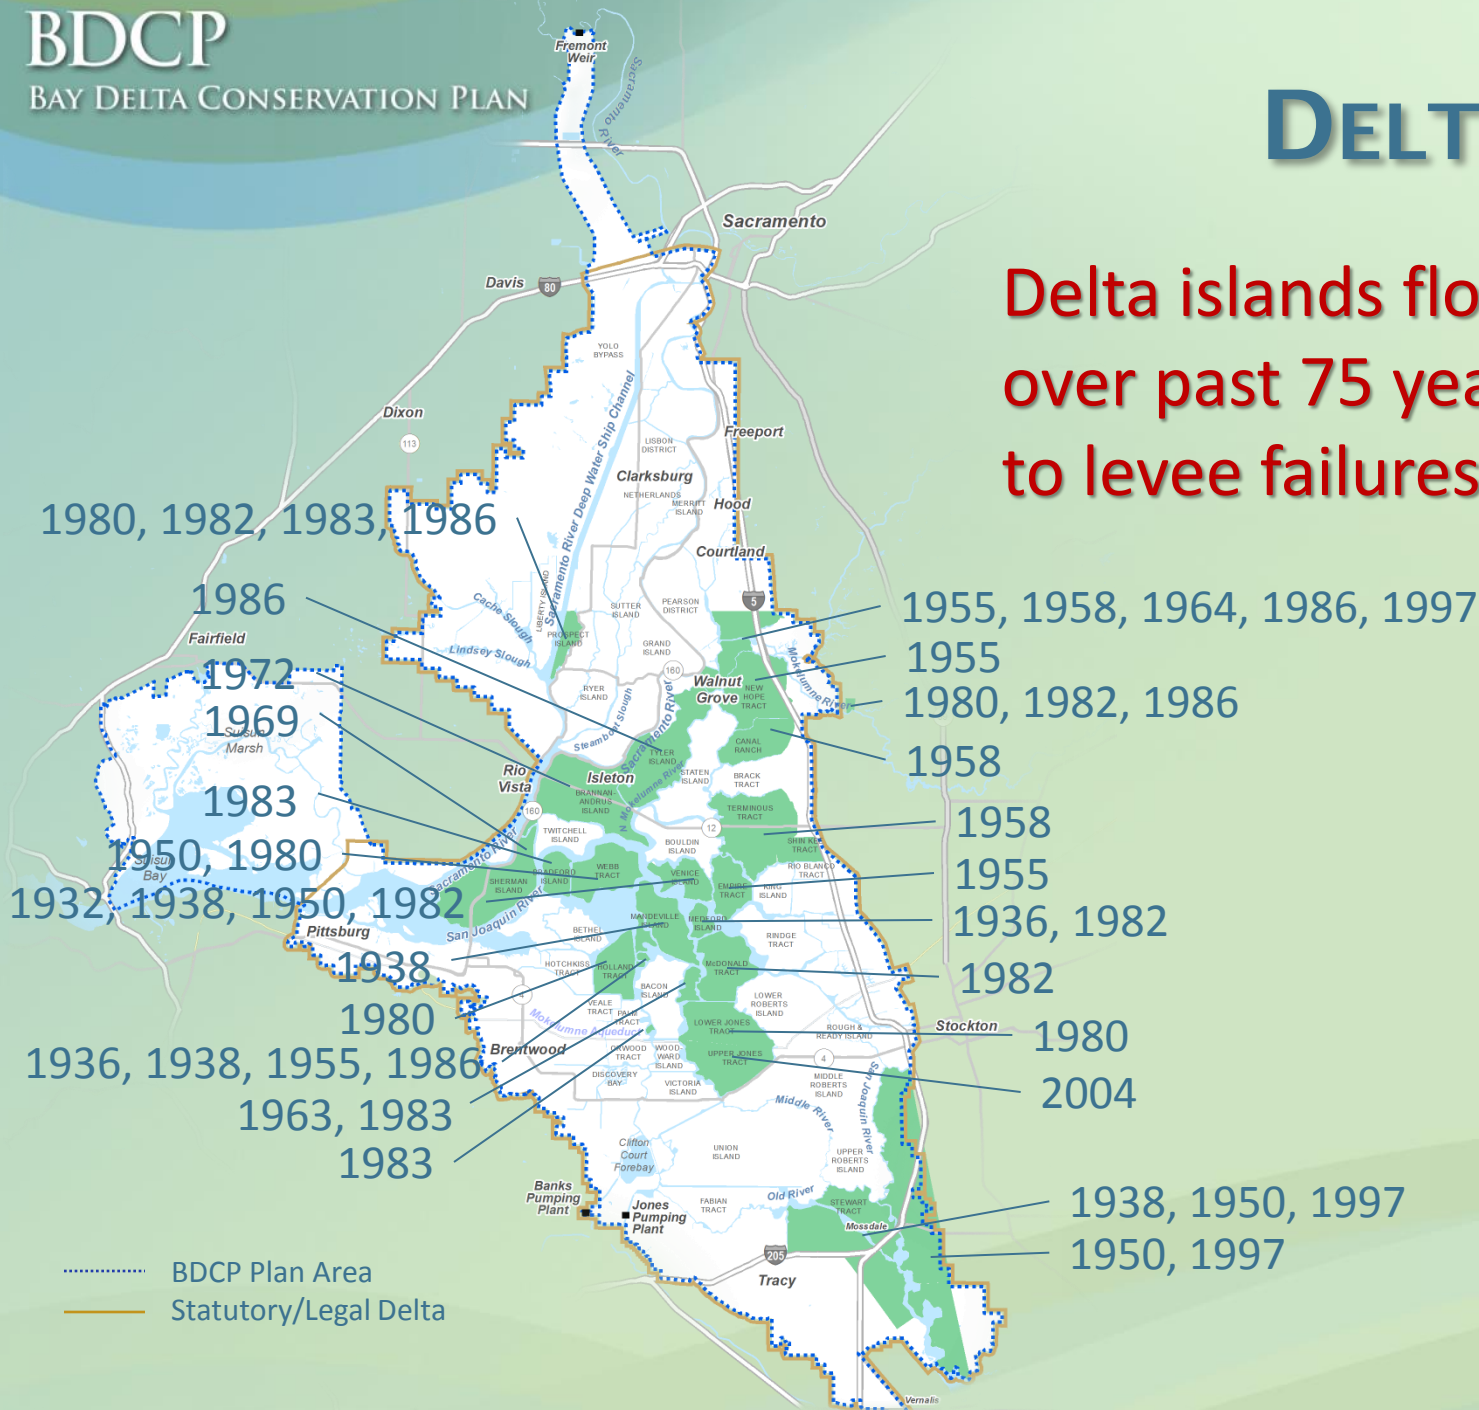 BDCP
BAY DELTA CONSERVATION PLAN
DELT
Delta islands flo
over past 75 yea
to levee failures
Fremont
Weir
Sacramento
River
Sacramento
Davis
80
YOLO
BYPASS
Sacramento River Deep Water Ship Channel
Dixon
113
Freeport
LISBON
DISTRICT
Clarksburg
NETHERLANDS
MERRITT
ISLAND
Hood
Courtland
1980, 1982, 1983, 1986
1986
Fairfield
1972
1969
Suisun
Marsh
1983
1950, 1980
Suisun
Bay
1932, 1938, 1950, 1982
Pittsburg
1938
1980
1936, 1938, 1955, 1986
1963, 1983
1983
Cache Slough
Lindsey Slough
LIBERTY ISLAND
PROSPECT
ISLAND
SUTTER
ISLAND
PEARSON
DISTRICT
5
GRAND
ISLAND
160
RYER
ISLAND
Steamboat Slough
Sacramento River
Walnut
Grove
NEW
HOPE
TRACT
Mokelumne River
CANAL
RANCH
TYLER
ISLAND
STATEN
ISLAND
BRACK
TRACT
Rio
Vista
Isleton
BRANNAN-
ANDRUS
ISLAND
N Mokelumne River
TERMINOUS
TRACT
160
12
TWITCHELL
ISLAND
BOULDIN
ISLAND
SHIN KEE
TRACT
RIO BLANCO
TRACT
Sacramento River
SHERMAN
ISLAND
BRADFORD
ISLAND
WEBB
TRACT
VENICE
ISLAND
EMPIRE
TRACT
KING
ISLAND
San Joaquin River
MANDEVILLE
ISLAND
MEDFORD
ISLAND
BETHEL
ISLAND
RINDGE
TRACT
HOTCHKISS
TRACT
HOLLAND
TRACT
McDONALD
TRACT
4
BACON
ISLAND
LOWER
ROBERTS
ISLAND
VEALE
TRACT
PALM
TRACT
Mokelumne Aqueduct
LOWER JONES
TRACT
ROUGH &
READY ISLAND
Stockton
Brentwood
ORWOOD
TRACT
WOOD-
WARD
ISLAND
UPPER JONES
TRACT
4
DISCOVERY
BAY
VICTORIA
ISLAND
MIDDLE
ROBERTS
ISLAND
San Joaquin River
Middle River
Clifton
Court
Forebay
UNION
ISLAND
UPPER
ROBERTS
ISLAND
Banks
Pumping
Plant
Jones
Pumping
Plant
FABIAN
TRACT
Old River
STEWART
TRACT
Mossdale
205
Tracy
Vernalis
1955, 1958, 1964, 1986, 1997
1955
1980, 1982, 1986
1958
1958
1955
1936, 1982
1982
1980
2004
1938, 1950, 1997
1950, 1997
BDCP Plan Area
Statutory/Legal Delta